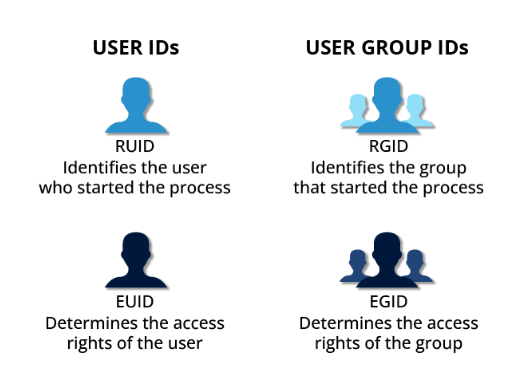 USER IDs
USER GROUP IDs
RUID
Identifies the user
who started the process
RGID
Identifies the group
that started the process
EUID
Determines the access
rights of the user
EGID
Determines the access
rights of the group